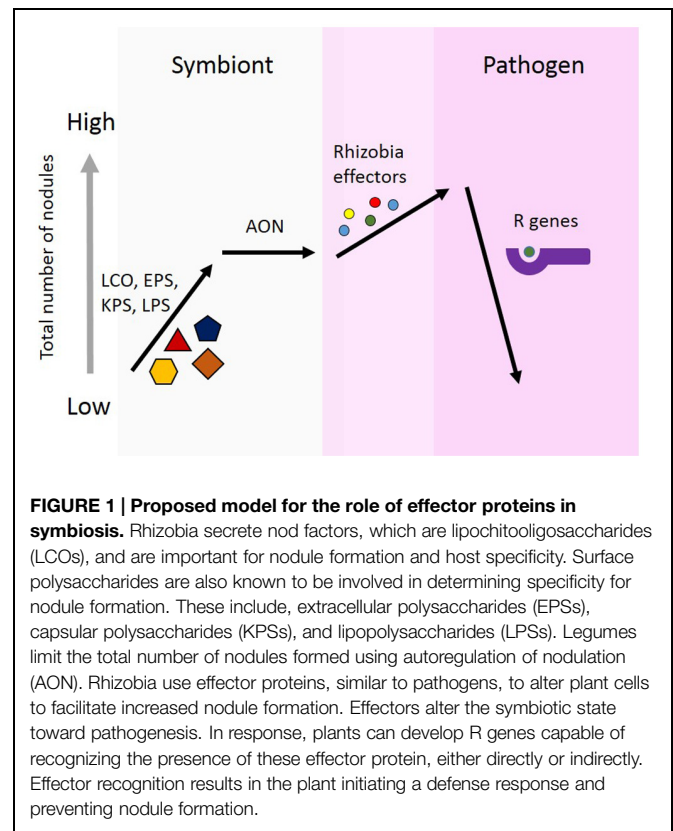 Symbiont
Pathogen
High
Total number of nodules
Low
LCO, EPS,
KPS, LPS
AON
Rhizobia
effectors
R genes
FIGURE 1 | Proposed model for the role of effector proteins in
symbiosis. Rhizobia secrete nod factors, which are lipochitooligosaccharides
(LCOs), and are important for nodule formation and host specificity. Surface
polysaccharides are also known to be involved in determining specificity for
nodule formation. These include, extracellular polysaccharides (EPSs),
capsular polysaccharides (KPSs), and lipopolysaccharides (LPSs). Legumes
limit the total number of nodules formed using autoregulation of nodulation
(AON). Rhizobia use effector proteins, similar to pathogens, to alter plant cells
to facilitate increased nodule formation. Effectors alter the symbiotic state
toward pathogenesis. In response, plants can develop R genes capable of
recognizing the presence of these effector protein, either directly or indirectly.
Effector recognition results in the plant initiating a defense response and
preventing nodule formation.